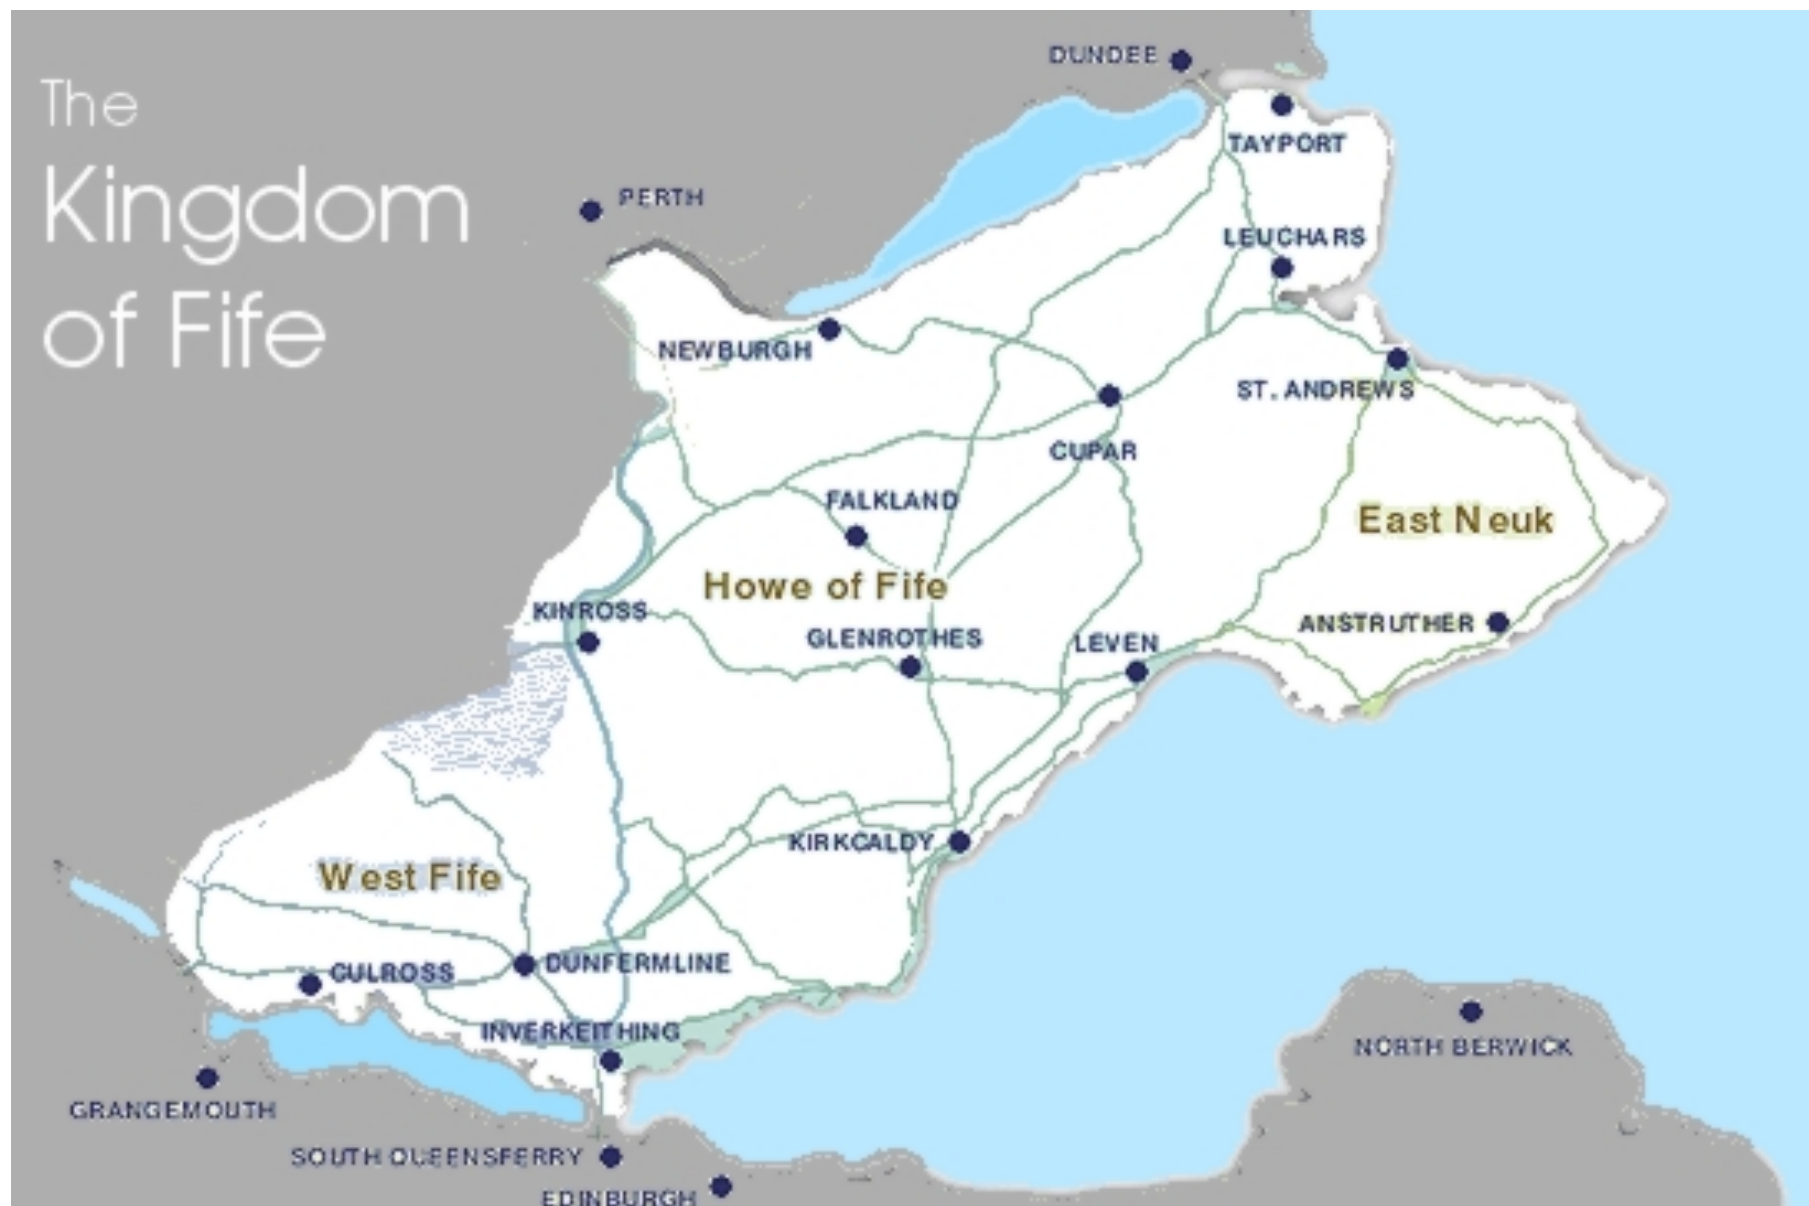 The
Kingdom
of Fife
DUNDEE
TAYPORT
PERTH
LEUCHARS
NEWBURGH
ST. ANDREWS
CUPAR
FALKLAND
East Neuk
Howe of Fife
KINROSS
ANSTRUTHER
GLENROTHES
LEVEN
KIRKCALDY
West Fife
DUNFERMLINE
CULROSS
INVERKEITHING
NORTH BERWICK
GRANGEMOUTH
SOUTH QUEENSFERRY
EDINBURGH